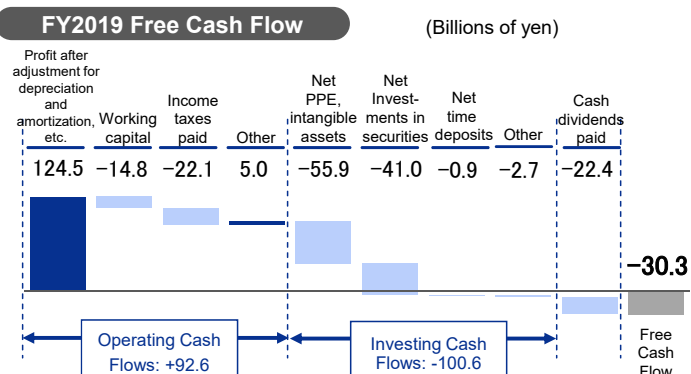 FY2019 Free Cash Flow
(Billions of yen)
Profit after
adjustment for
depreciation
and
amortization,
etc.
Working
capital
Income
taxes
paid
Other
Net
PPE,
intangible
assets
Net
Invest-
ments in
securities
Net
time
deposits
Other
Cash
dividends
paid
124.5 −14.8 −22.1 5.0 −55.9 −41.0 −0.9 −2.7 −22.4
−30.3
Operating Cash
Flows: +92.6
Investing Cash
Flows: -100.6
Free
Cash
Flow